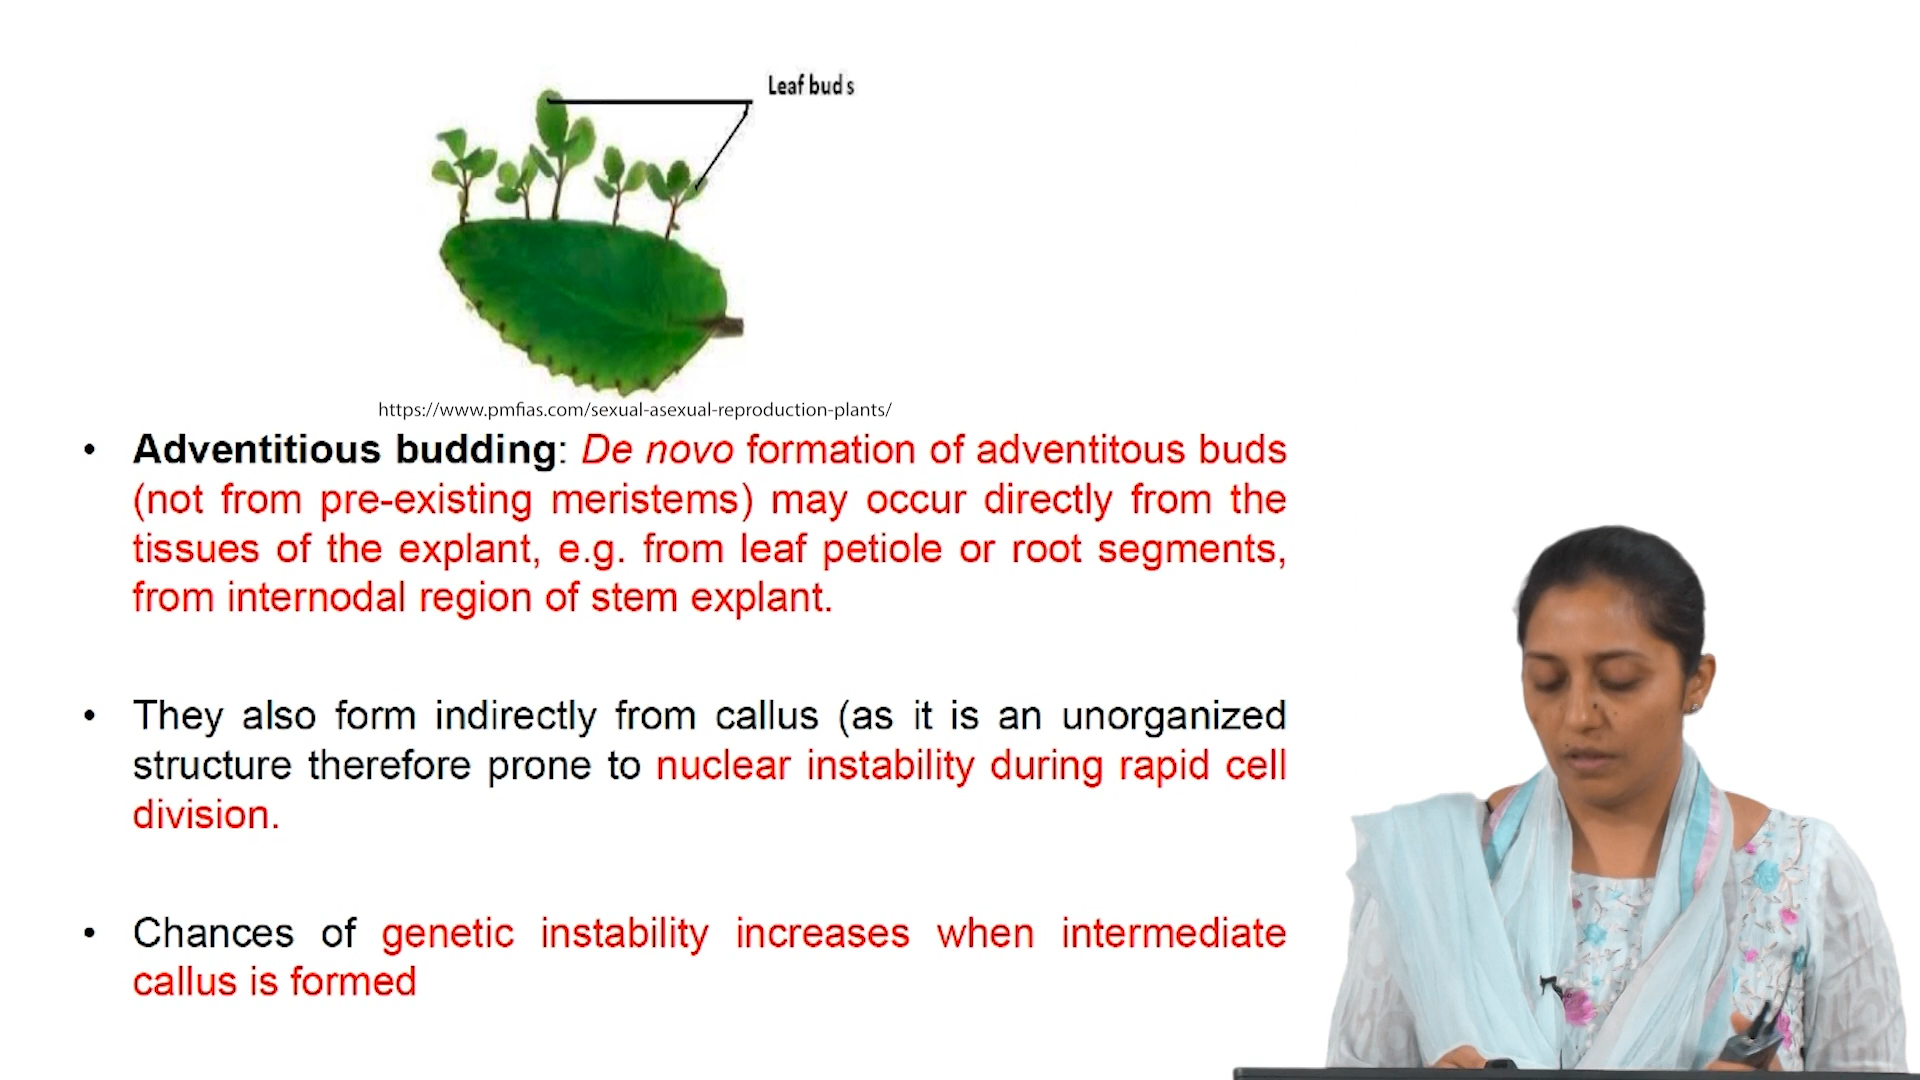 Leaf buds
https://www.pmfias.com/sexual-asexual-reproduction-plants/
• Adventitious budding: De novo formation of adventitous buds
(not from pre-existing meristems) may occur directly from the
tissues of the explant, e.g. from leaf petiole or root segments,
from internodal region of stem explant.
• They also form indirectly from callus (as it is an unorganized
structure therefore prone to nuclear instability during rapid cell
division.
• Chances of genetic instability increases when intermediate
callus is formed